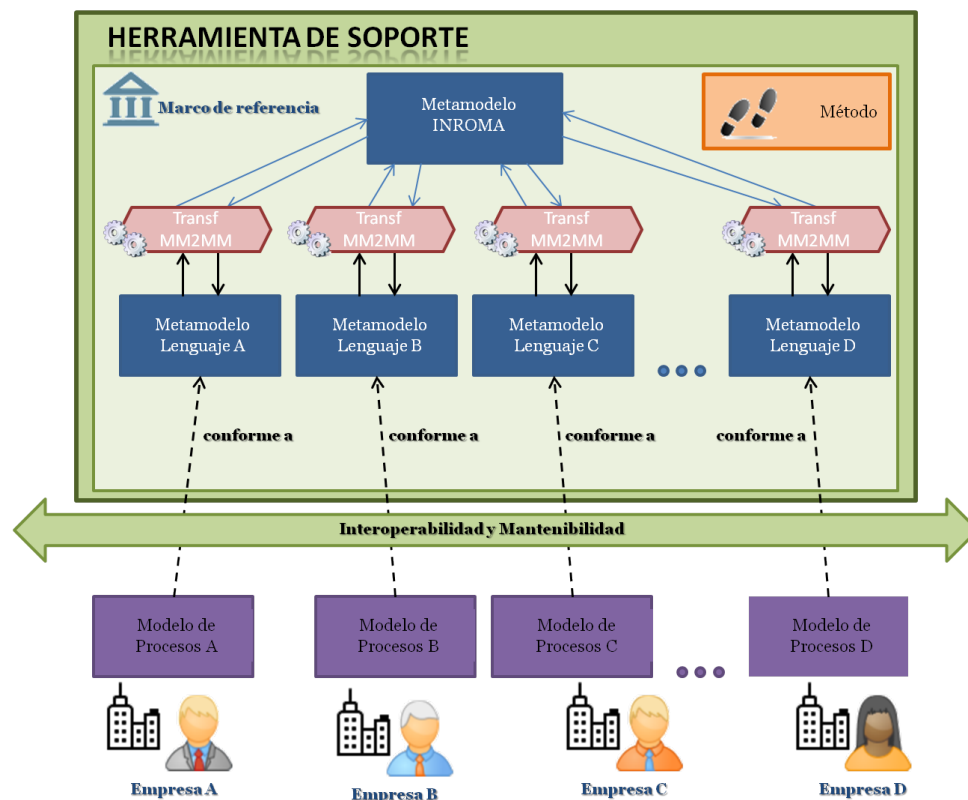 HERRAMIENTA DE SOPORTE
Marco de referencia
Metamodelo
INROMA
Método
Transf
MM2MM
Transf
MM2MM
Transf
MM2MM
Transf
MM2MM
Metamodelo
Lenguaje A
Metamodelo
Lenguaje B
Metamodelo
Lenguaje C
Metamodelo
Lenguaje D
conforme a
conforme a
conforme a
conforme a
Interoperabilidad y Mantenibilidad
Modelo de
Procesos A
Modelo de
Procesos B
Modelo de
Procesos C
Modelo de
Procesos D
Empresa A
Empresa B
Empresa C
Empresa D